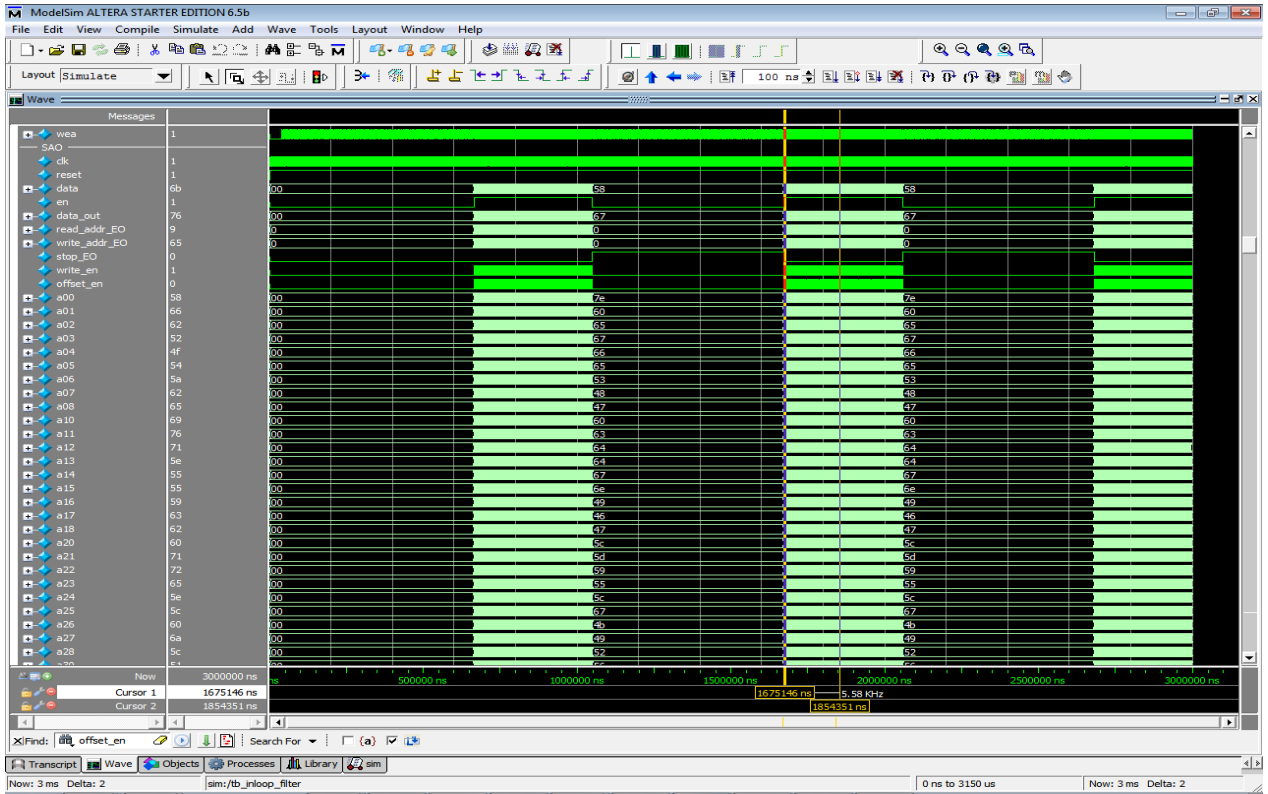 ModelSim ALTERA STARTER EDITION 6.5b
File Edit View Compile Simulate Add Wave Tools Layout Window Help
Layout Simulate 100 ns
Wave
Messages
wea 1
SAO
clk 1
reset 1
data 6b 00 58 58
en 1
data_out 76 00 67 67
read_addr_EO 9 0 0 0
write_addr_EO 65 0 0 0
stop_EO 0
write_en 1
offset_en 0
a00 58 00 7e 7e
a01 66 00 60 60
a02 62 00 65 65
a03 52 00 67 67
a04 4f 00 66 66
a05 54 00 65 65
a06 5a 00 53 53
a07 62 00 48 48
a08 65 00 47 47
a10 69 00 60 60
a11 76 00 63 63
a12 71 00 64 64
a13 5e 00 64 64
a14 55 00 67 67
a15 55 00 6e 6e
a16 59 00 49 49
a17 63 00 46 46
a18 62 00 47 47
a20 60 00 5c 5c
a21 71 00 5d 5d
a22 72 00 59 59
a23 65 00 55 55
a24 5e 00 5c 5c
a25 5c 00 67 67
a26 60 00 4b 4b
a27 6a 00 49 49
a28 5c 00 52 52
Now 3000000 ns ns 500000 ns 1000000 ns 1500000 ns 2000000 ns 2500000 ns 3000000 ns
Cursor 1 1675146 ns 1675146 ns 5.58 KHz
Cursor 2 1854351 ns 1854351 ns
Find: offset_en Search For {a}
Transcript Wave Objects Processes Library sim
Now: 3 ms Delta: 2 sim:/tb_inloop_filter 0 ns to 3150 us Now: 3 ms Delta: 2